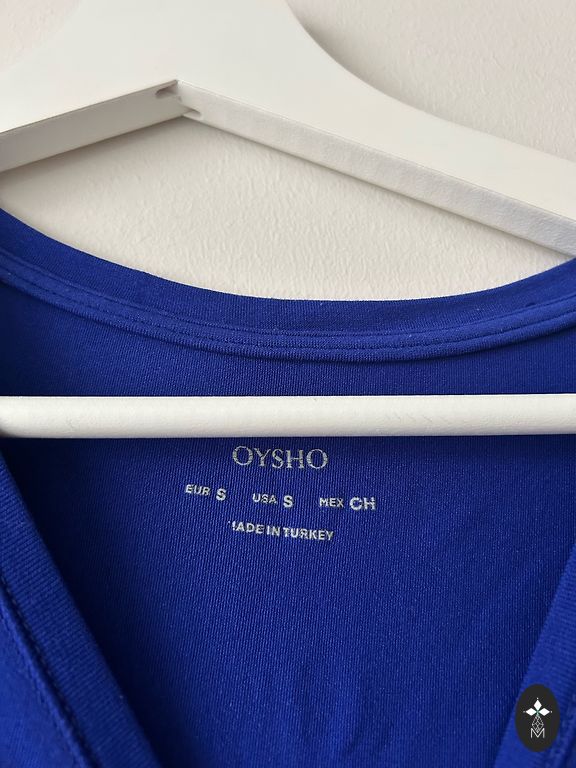 OYSHO
EUR S USA S MEX CH
MADE IN TURKEY
M